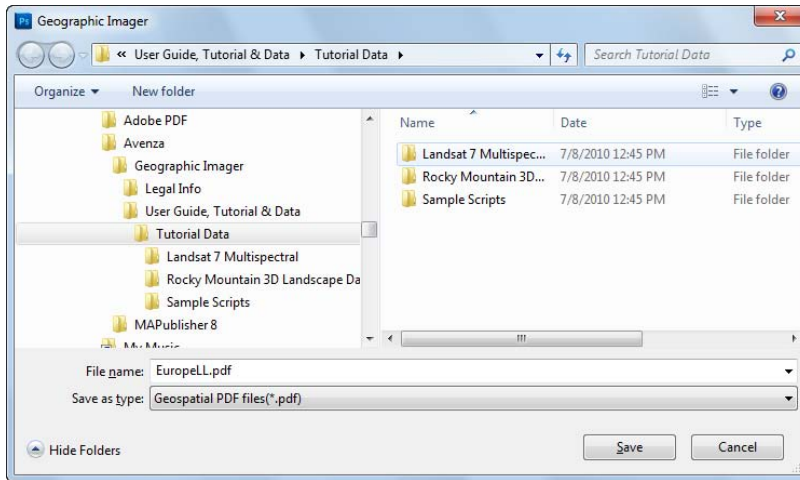 Ps Geographic Imager
« User Guide, Tutorial & Data ▸ Tutorial Data ▸
Search Tutorial Data
Organize New folder
Adobe PDF
Avenza
Geographic Imager
Legal Info
User Guide, Tutorial & Data
Tutorial Data
Landsat 7 Multispectral
Rocky Mountain 3D Landscape Da
Sample Scripts
MAPublisher 8
My Music
Name Date Type
Landsat 7 Multispec... 7/8/2010 12:45 PM File folder
Rocky Mountain 3D... 7/8/2010 12:45 PM File folder
Sample Scripts 7/8/2010 12:45 PM File folder
File name: EuropeLL.pdf
Save as type: Geospatial PDF files(*.pdf)
Hide Folders
Save Cancel